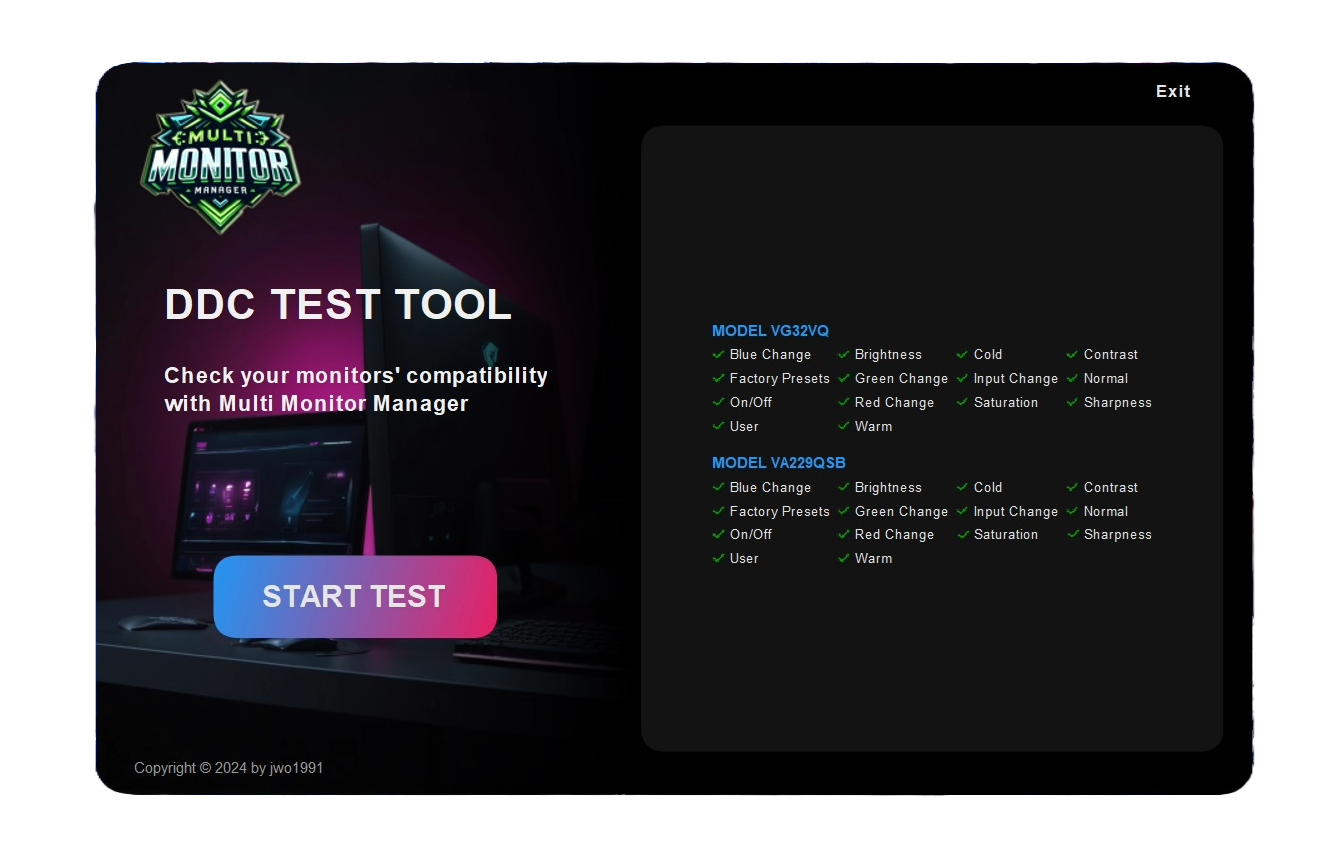 MULTI
MONITOR
MANAGER
Exit
DDC TEST TOOL
Check your monitors' compatibility
with Multi Monitor Manager
START TEST
Copyright © 2024 by jwo1991
MODEL VG32VQ
Blue Change Brightness Cold Contrast
Factory Presets Green Change Input Change Normal
On/Off Red Change Saturation Sharpness
User Warm
MODEL VA229QSB
Blue Change Brightness Cold Contrast
Factory Presets Green Change Input Change Normal
On/Off Red Change Saturation Sharpness
User Warm